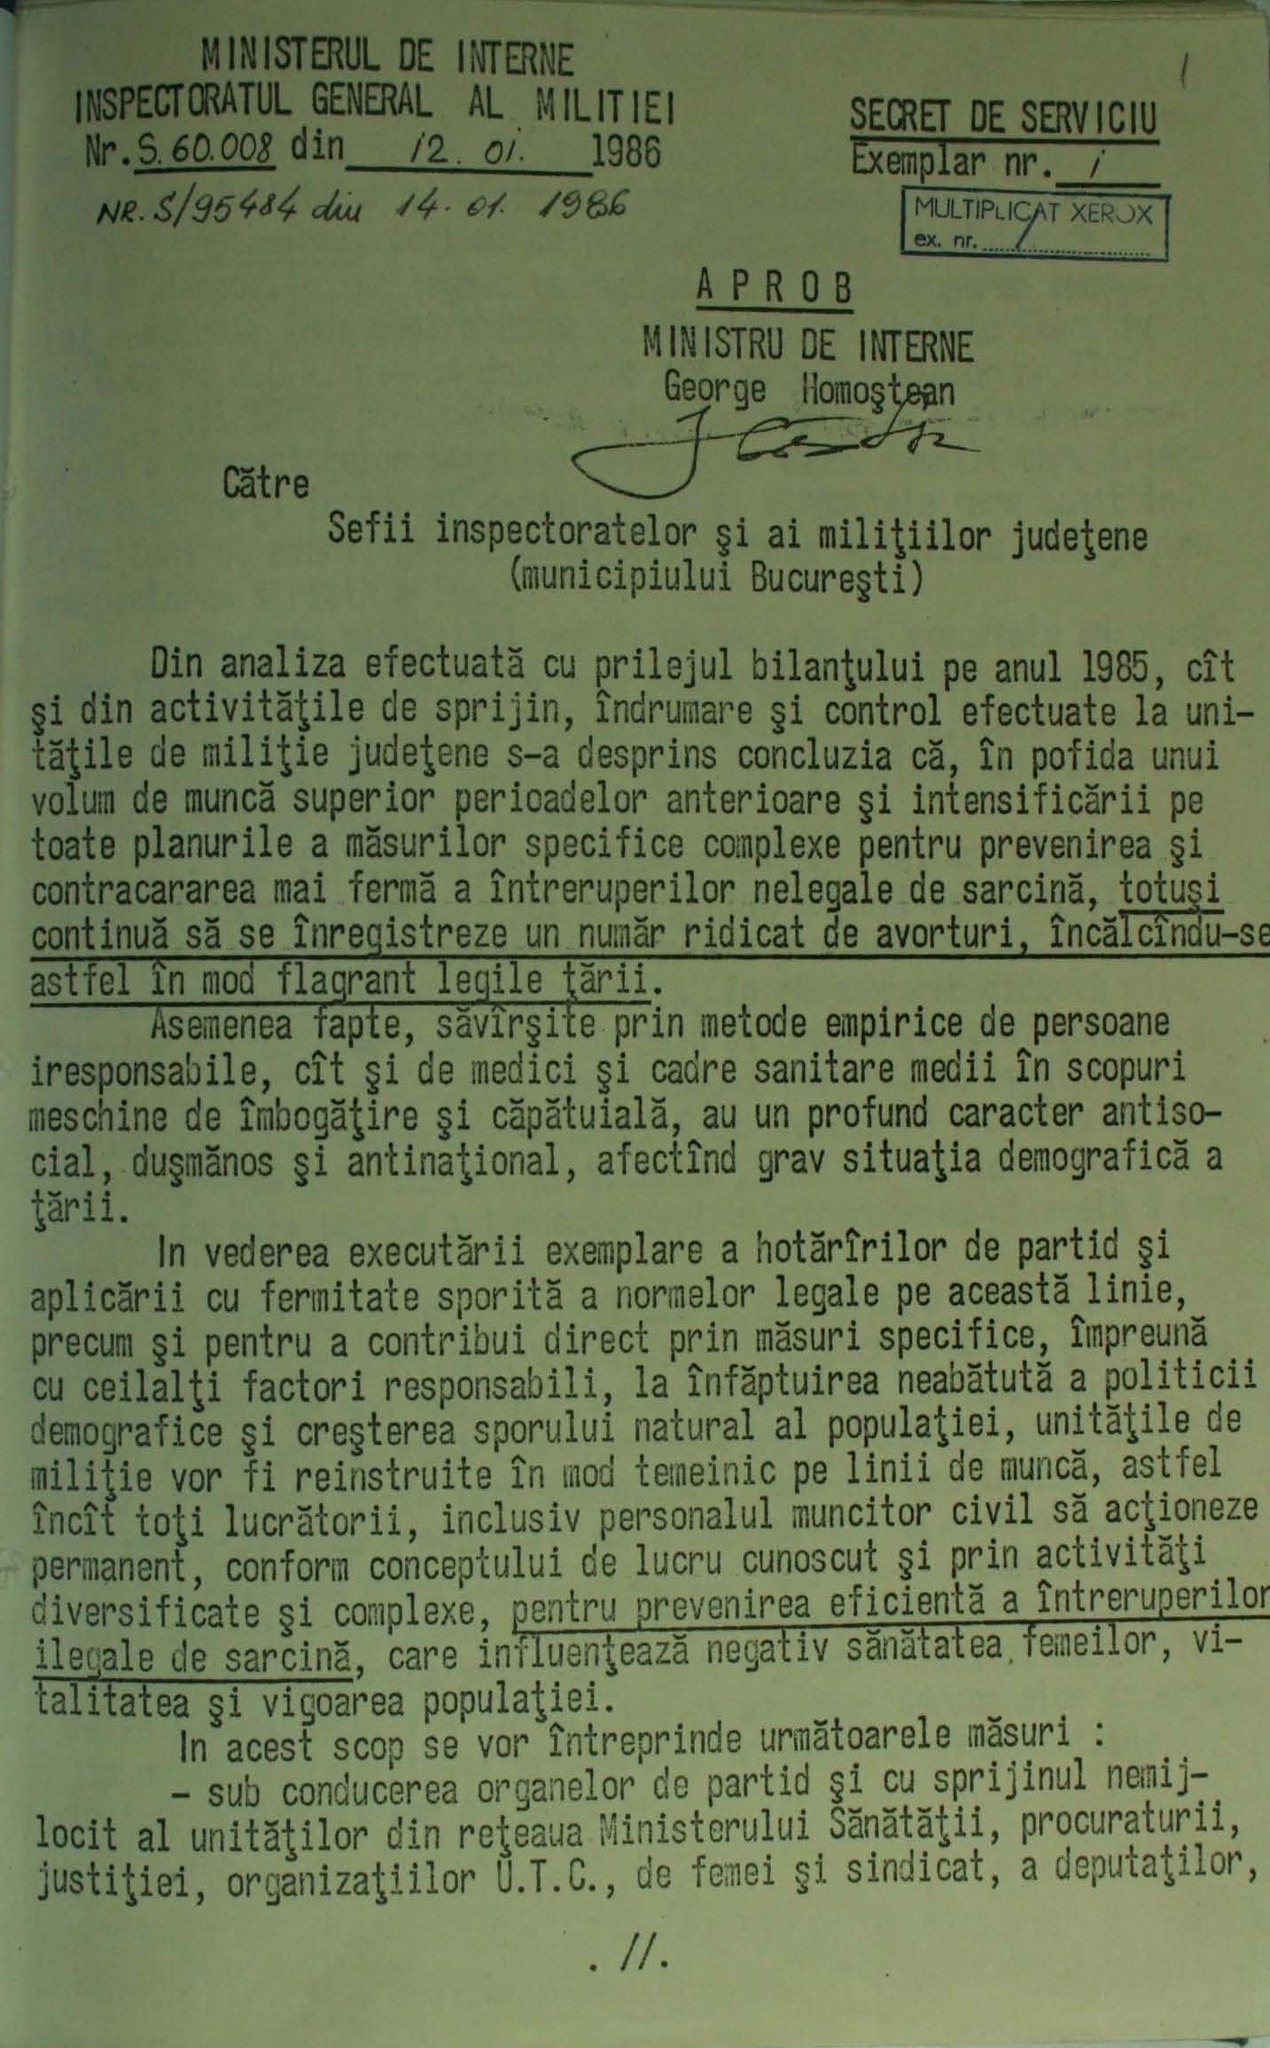 1
MINISTERUL DE INTERNE
INSPECTORATUL GENERAL AL MILITIEI
Nr. S.60.008 din 12. 01. 1986
NR. S/95484 din 14. 01. 1986
SECRET DE SERVICIU
Exemplar nr. 1
MULTIPLICAT XEROX
ex. nr. 1
A P R O B
MINISTRU DE INTERNE
George Homoştean
Către
Sefii inspectoratelor şi ai miliţiilor judeţene
(municipiului Bucureşti)
Din analiza efectuată cu prilejul bilanţului pe anul 1985, cît
şi din activităţile de sprijin, îndrumare şi control efectuate la uni-
tăţile de miliţie judeţene s-a desprins concluzia că, în pofida unui
volum de muncă superior perioadelor anterioare şi intensificării pe
toate planurile a măsurilor specifice complexe pentru prevenirea şi
contracararea mai fermă a întreruperilor nelegale de sarcină, totuşi
continuă să se înregistreze un număr ridicat de avorturi, încălcîndu-se
astfel în mod flagrant legile ţării.
Asemenea fapte, săvîrşite prin metode empirice de persoane
iresponsabile, cît şi de medici şi cadre sanitare medii în scopuri
meschine de îmbogăţire şi căpătuială, au un profund caracter antiso-
cial, duşmănos şi antinaţional, afectînd grav situaţia demografică a
ţării.
In vederea executării exemplare a hotărîrilor de partid şi
aplicării cu fermitate sporită a normelor legale pe această linie,
precum şi pentru a contribui direct prin măsuri specifice, împreună
cu ceilalţi factori responsabili, la înfăptuirea neabătută a politicii
demografice şi creşterea sporului natural al populaţiei, unităţile de
miliţie vor fi reinstruite în mod temeinic pe linii de muncă, astfel
încît toţi lucrătorii, inclusiv personalul muncitor civil să acţioneze
permanent, conform conceptului de lucru cunoscut şi prin activităţi
diversificate şi complexe, pentru prevenirea eficientă a întreruperilor
ilegale de sarcină, care influenţează negativ sănătatea femeilor, vi-
talitatea şi vigoarea populaţiei.
In acest scop se vor întreprinde următoarele măsuri :
- sub conducerea organelor de partid şi cu sprijinul nemij-
locit al unităţilor din reţeaua Ministerului Sănătăţii, procuraturii,
justiţiei, organizaţiilor U.T.C., de femei şi sindicat, a deputaţilor,
. //.